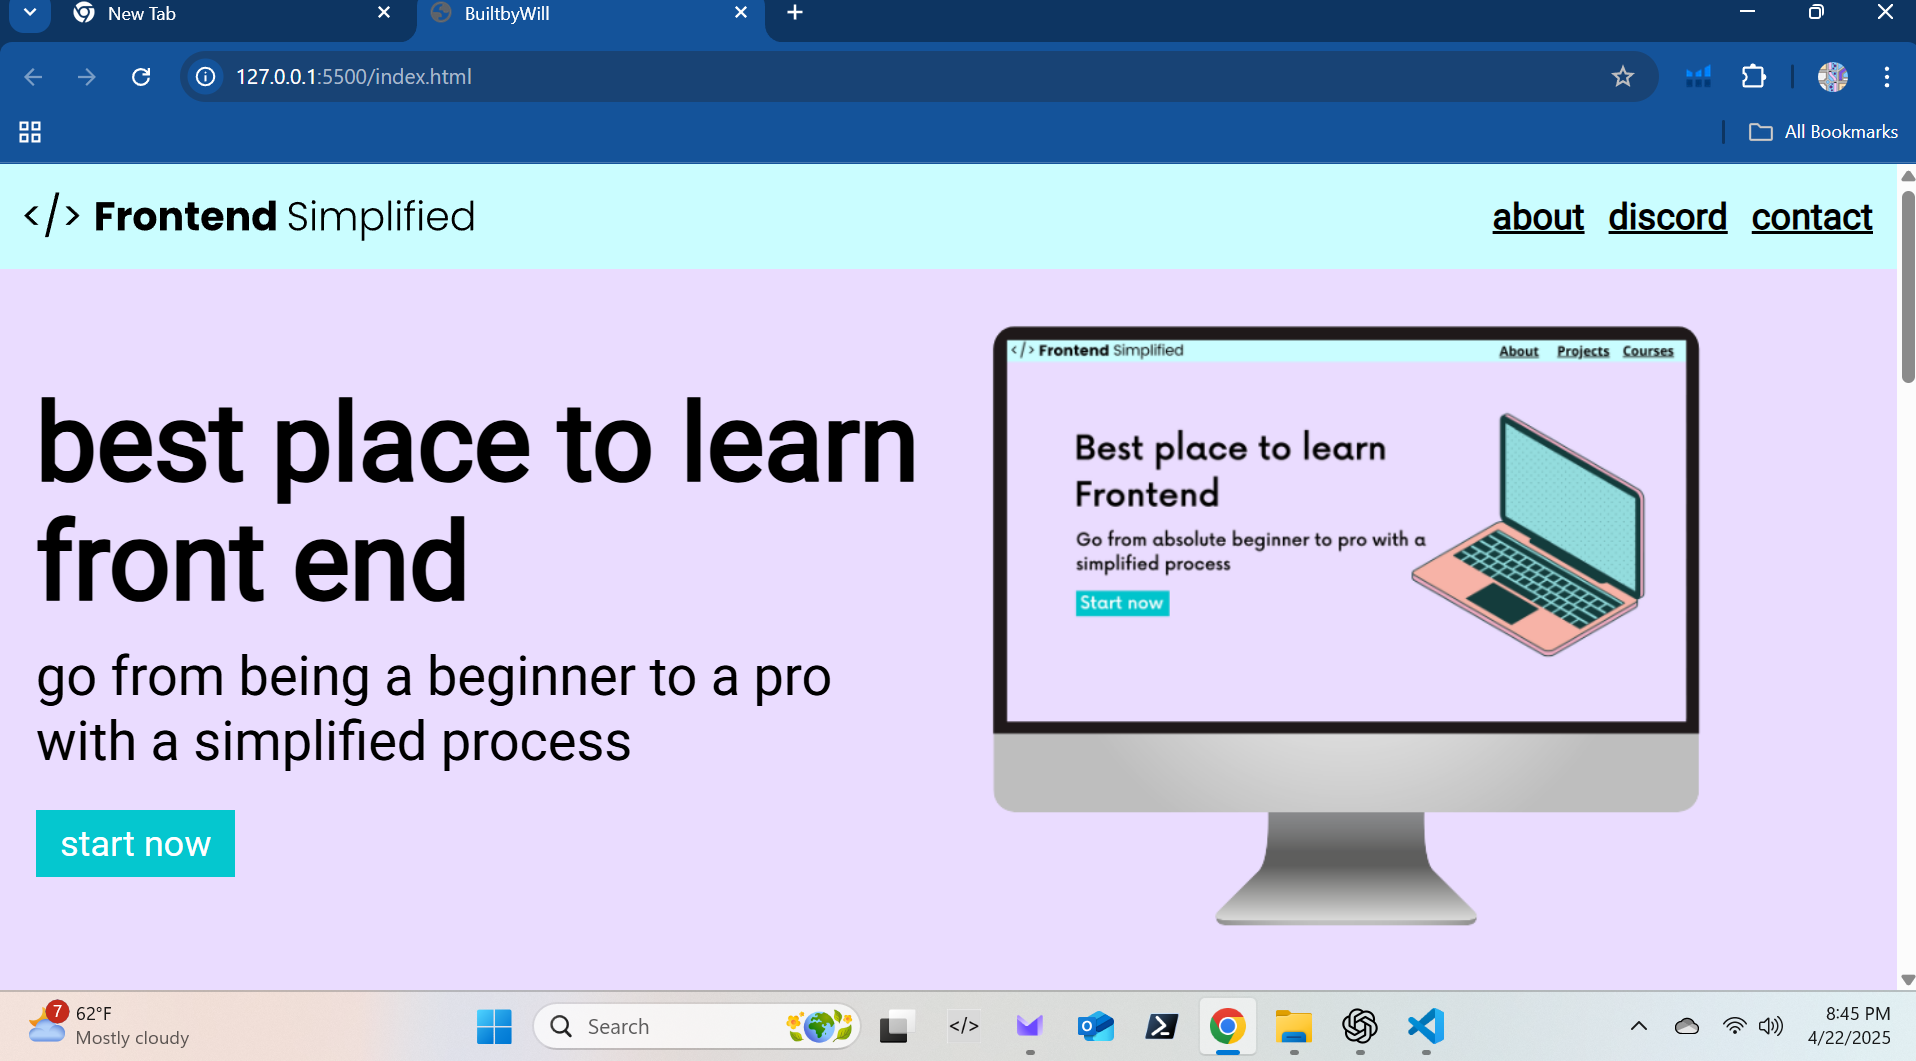 New Tab
BuiltbyWill
127.0.0.1:5500/index.html
All Bookmarks
</> Frontend Simplified
about discord contact
best place to learn
front end
go from being a beginner to a pro
with a simplified process
start now
</> Frontend Simplified
About Projects Courses
Best place to learn
Frontend
Go from absolute beginner to pro with a
simplified process
Start now
7
62°F
Mostly cloudy
Search
</>
8:45 PM
4/22/2025